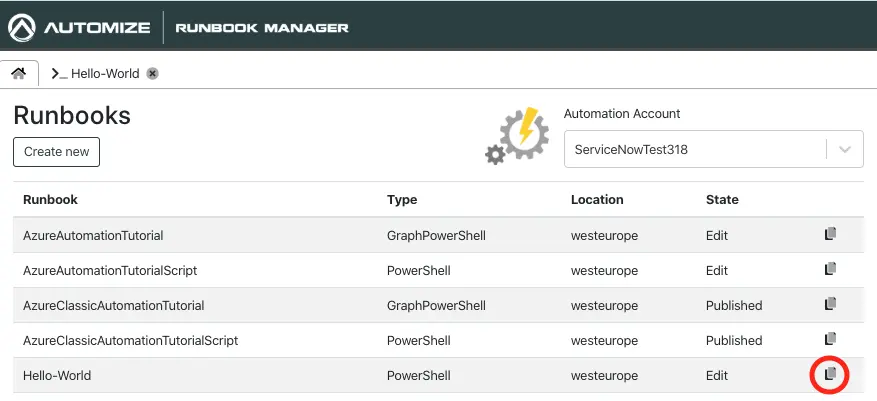 AUTOMIZE RUNBOOK MANAGER
Hello-World
Runbooks
Automation Account
Create new
ServiceNowTest318
Runbook Type Location State
AzureAutomationTutorial GraphPowerShell westeurope Edit
AzureAutomationTutorialScript PowerShell westeurope Edit
AzureClassicAutomationTutorial GraphPowerShell westeurope Published
AzureClassicAutomationTutorialScript PowerShell westeurope Published
Hello-World PowerShell westeurope Edit